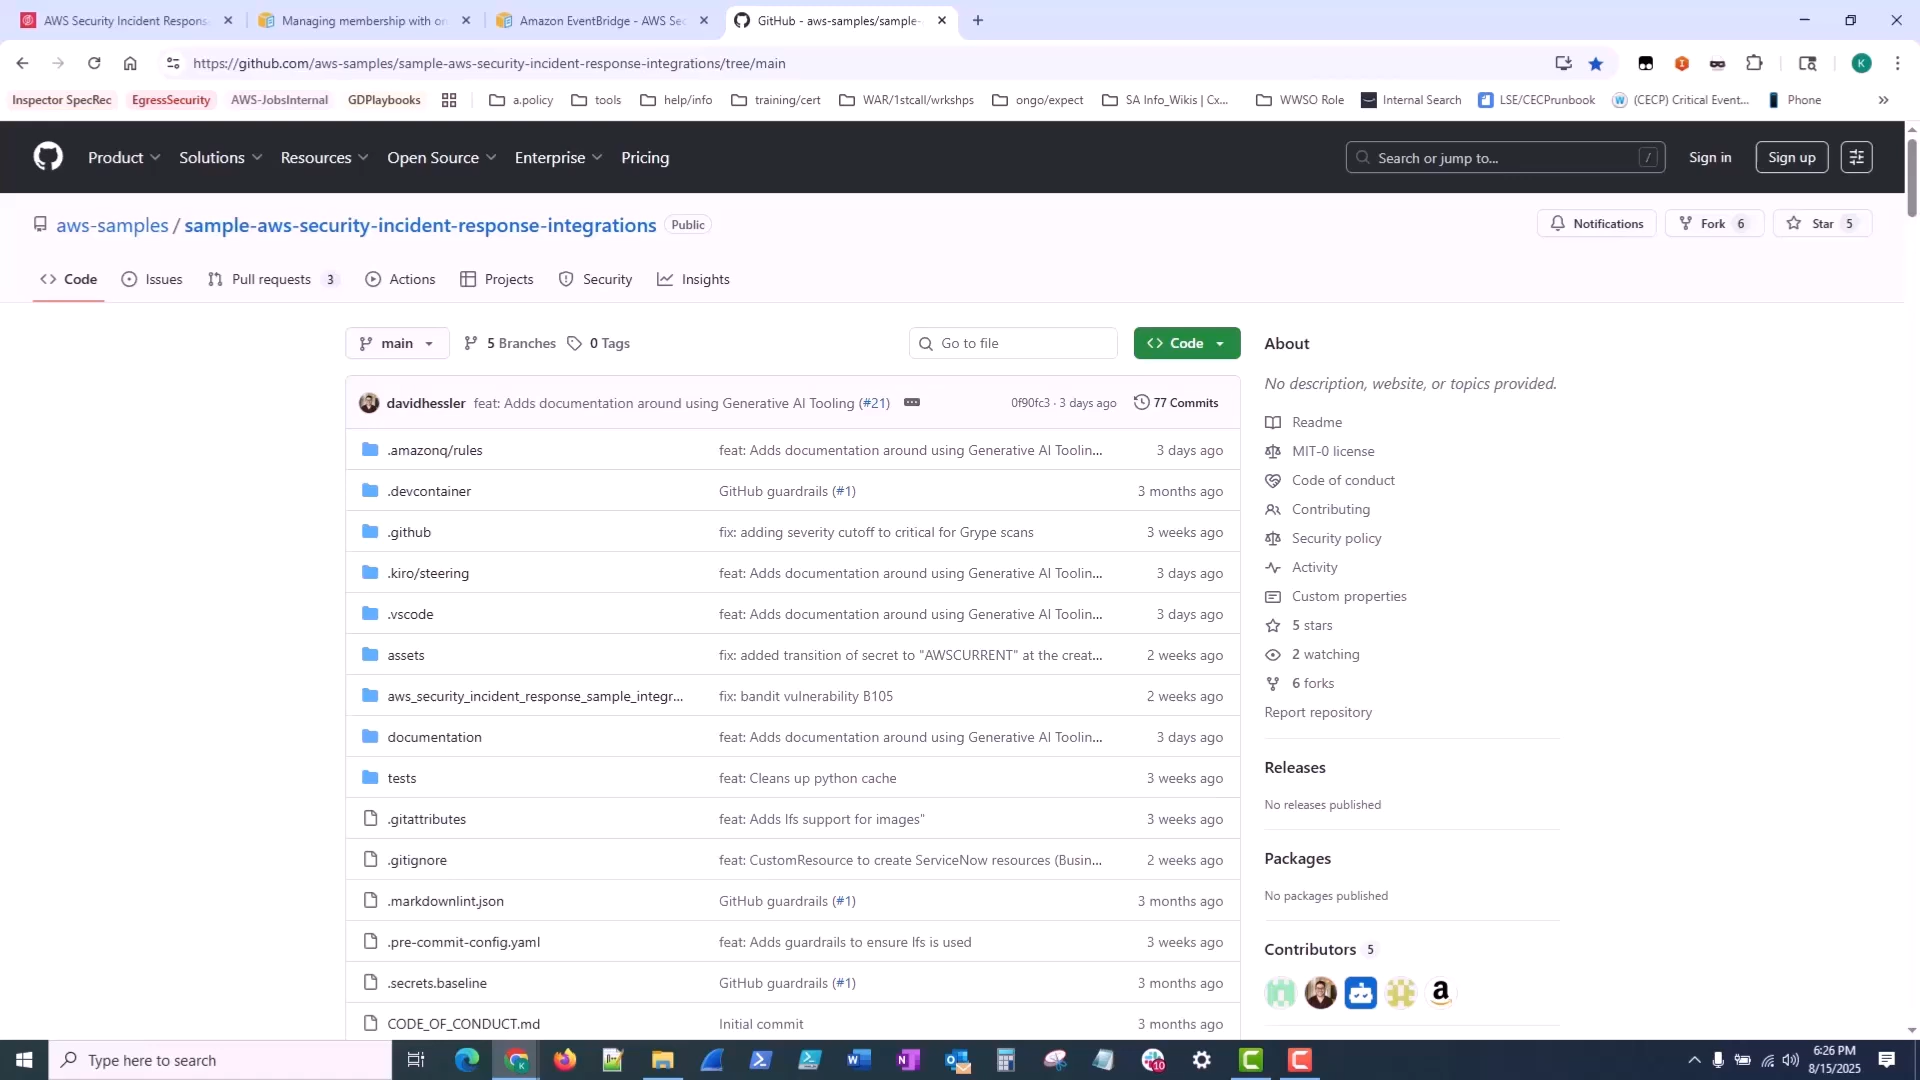 AWS Security Incident Respons
Managing membership with or
Amazon EventBridge - AWS Sec
GitHub - aws-samples/sample-
https://github.com/aws-samples/sample-aws-security-incident-response-integrations/tree/main
K
Inspector SpecRec
EgressSecurity
AWS-JobsInternal
GDPlaybooks
a.policy
tools
help/info
training/cert
WAR/1stcall/wrkshps
ongo/expect
SA Info_Wikis | Cx...
WWSO Role
Internal Search
LSE/CECPrunbook
(CECP) Critical Event...
Phone
Product
Solutions
Resources
Open Source
Enterprise
Pricing
Search or jump to...
/
Sign in
Sign up
aws-samples / sample-aws-security-incident-response-integrations
Public
Notifications
Fork 6
Star 5
Code
Issues
Pull requests 3
Actions
Projects
Security
Insights
main
5 Branches
0 Tags
Go to file
Code
davidhessler feat: Adds documentation around using Generative AI Tooling (#21)
0f90fc3 · 3 days ago
77 Commits
.amazonq/rules feat: Adds documentation around using Generative AI Toolin... 3 days ago
.devcontainer GitHub guardrails (#1) 3 months ago
.github fix: adding severity cutoff to critical for Grype scans 3 weeks ago
.kiro/steering feat: Adds documentation around using Generative AI Toolin... 3 days ago
.vscode feat: Adds documentation around using Generative AI Toolin... 3 days ago
assets fix: added transition of secret to "AWSCURRENT" at the creat... 2 weeks ago
aws_security_incident_response_sample_integr... fix: bandit vulnerability B105 2 weeks ago
documentation feat: Adds documentation around using Generative AI Toolin... 3 days ago
tests feat: Cleans up python cache 3 weeks ago
.gitattributes feat: Adds lfs support for images" 3 weeks ago
.gitignore feat: CustomResource to create ServiceNow resources (Busin... 2 weeks ago
.markdownlint.json GitHub guardrails (#1) 3 months ago
.pre-commit-config.yaml feat: Adds guardrails to ensure lfs is used 3 weeks ago
.secrets.baseline GitHub guardrails (#1) 3 months ago
CODE_OF_CONDUCT.md Initial commit 3 months ago
About
No description, website, or topics provided.
Readme
MIT-0 license
Code of conduct
Contributing
Security policy
Activity
Custom properties
5 stars
2 watching
6 forks
Report repository
Releases
No releases published
Packages
No packages published
Contributors 5
a
Type here to search
10
6:26 PM
8/15/2025